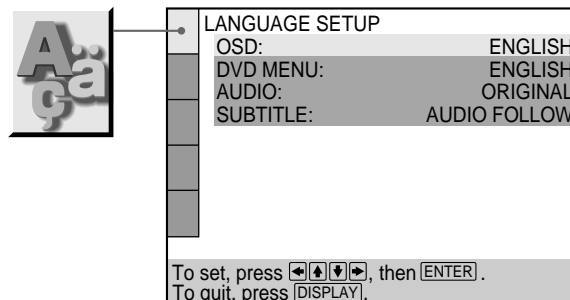 Aäç
LANGUAGE SETUP
OSD: ENGLISH
DVD MENU: ENGLISH
AUDIO: ORIGINAL
SUBTITLE: AUDIO FOLLOW
To set, press ←↑↓→, then ENTER.
To quit, press DISPLAY.